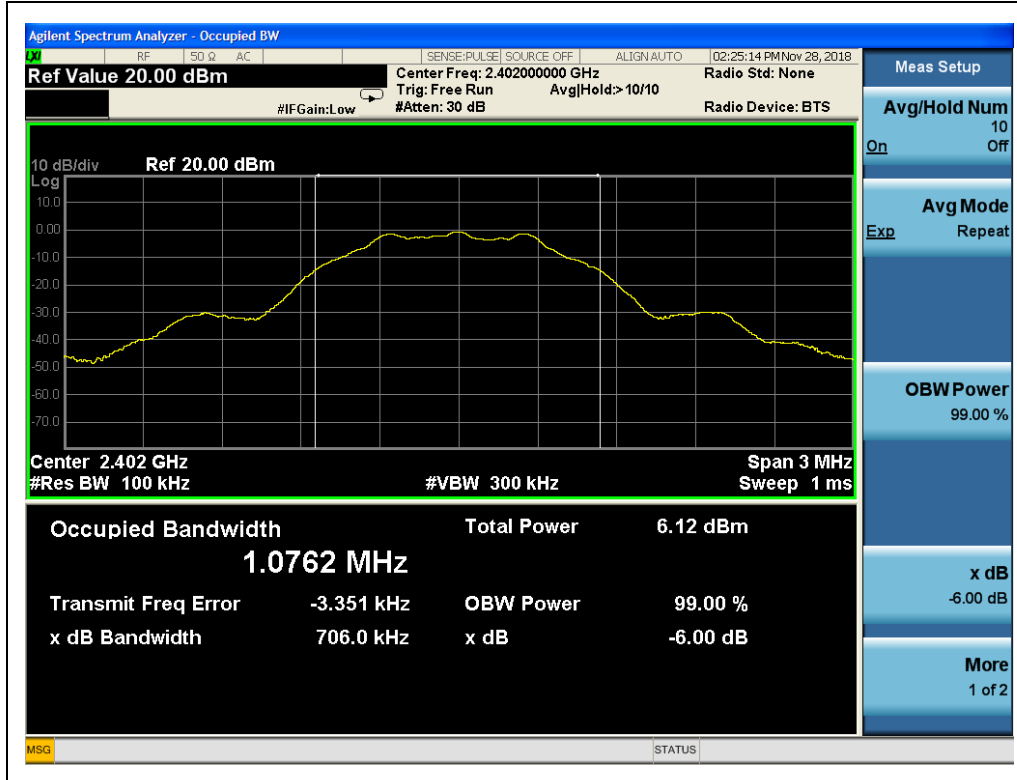 Agilent Spectrum Analyzer - Occupied BW
LXI RF 50 Ω AC SENSE:PULSE SOURCE OFF ALIGN AUTO 02:25:14 PM Nov 28, 2018
Ref Value 20.00 dBm
Center Freq: 2.402000000 GHz
Radio Std: None
Trig: Free Run Avg|Hold:> 10/10
#IFGain:Low
#Atten: 30 dB
Radio Device: BTS
10 dB/div Ref 20.00 dBm
Log
10.0
0.00
-10.0
-20.0
-30.0
-40.0
-50.0
-60.0
-70.0
Center 2.402 GHz
Span 3 MHz
#Res BW 100 kHz
#VBW 300 kHz
Sweep 1 ms
Occupied Bandwidth
1.0762 MHz
Total Power 6.12 dBm
Transmit Freq Error -3.351 kHz
OBW Power 99.00 %
x dB Bandwidth 706.0 kHz
x dB -6.00 dB
Meas Setup
Avg/Hold Num
10
On Off
Avg Mode
Exp Repeat
OBW Power
99.00 %
x dB
-6.00 dB
More
1 of 2
MSG
STATUS